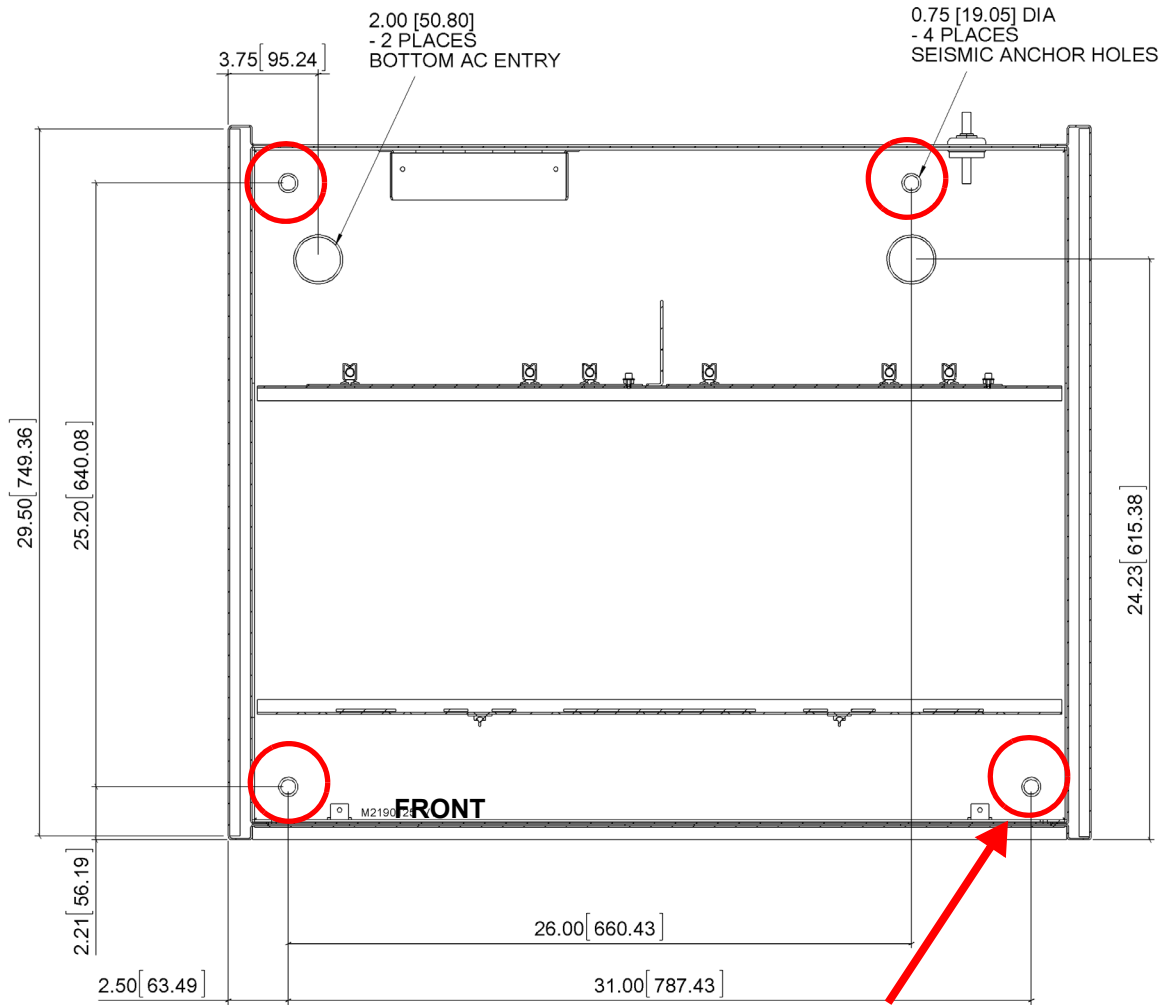 2.00 [50.80]
- 2 PLACES
BOTTOM AC ENTRY
0.75 [19.05] DIA
- 4 PLACES
SEISMIC ANCHOR HOLES
3.75[95.24]
29.50[749.36]
25.20[640.08]
24.23[615.38]
FRONT
2.21[56.19]
26.00[660.43]
2.50[63.49]
31.00[787.43]